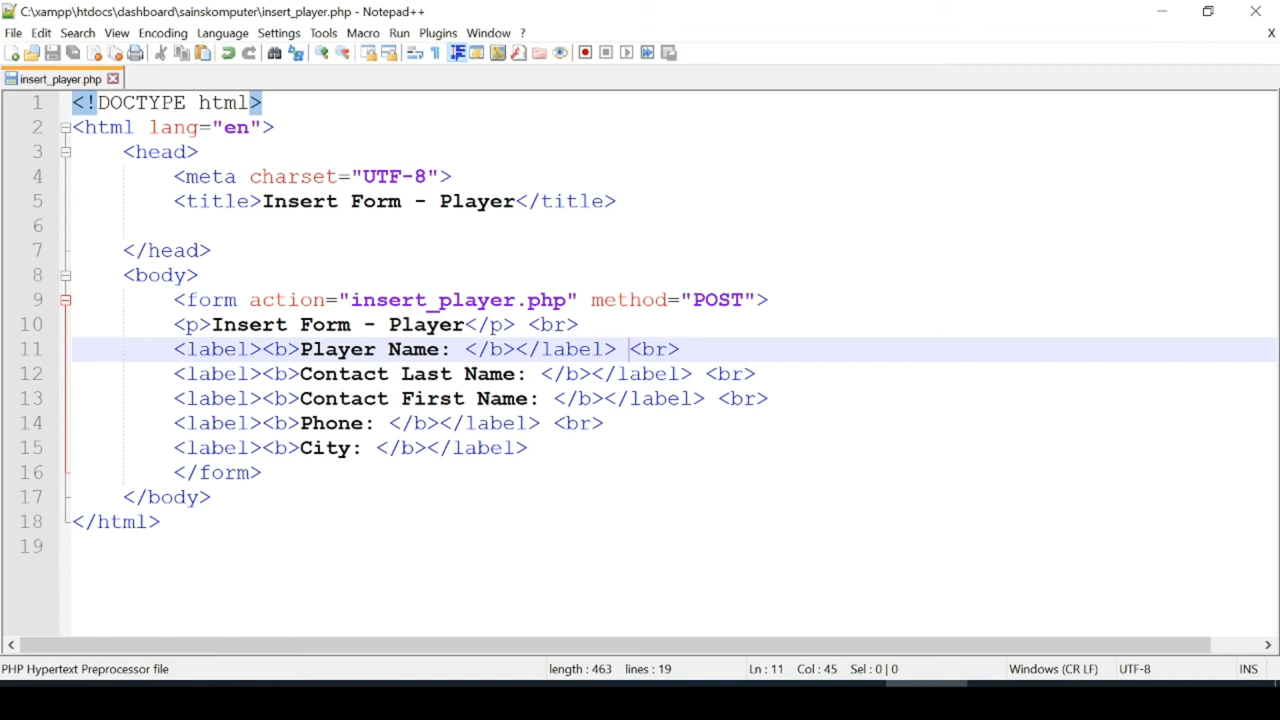 C:\xampp\htdocs\dashboard\sainskomputer\insert_player.php - Notepad++
File Edit Search View Encoding Language Settings Tools Macro Run Plugins Window ? X
insert_player.php
1 <!DOCTYPE html>
2 <html lang="en">
3 <head>
4 <meta charset="UTF-8">
5 <title>Insert Form - Player</title>
6
7 </head>
8 <body>
9 <form action="insert_player.php" method="POST">
10 <p>Insert Form - Player</p> <br>
11 <label><b>Player Name: </b></label> <br>
12 <label><b>Contact Last Name: </b></label> <br>
13 <label><b>Contact First Name: </b></label> <br>
14 <label><b>Phone: </b></label> <br>
15 <label><b>City: </b></label>
16 </form>
17 </body>
18 </html>
19
PHP Hypertext Preprocessor file length : 463 lines : 19 Ln : 11 Col : 45 Sel : 0 | 0 Windows (CR LF) UTF-8 INS